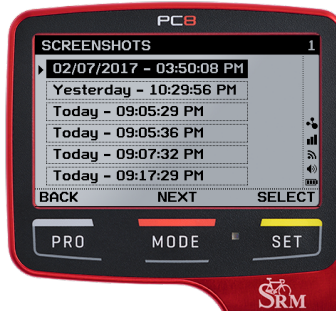 PC8
SCREENSHOTS 1
02/07/2017 - 03:50:08 PM
Yesterday - 10:29:56 PM
Today - 09:05:29 PM
Today - 09:05:36 PM
Today - 09:07:32 PM
Today - 09:17:29 PM
BACK NEXT SELECT
PRO MODE SET
SRM